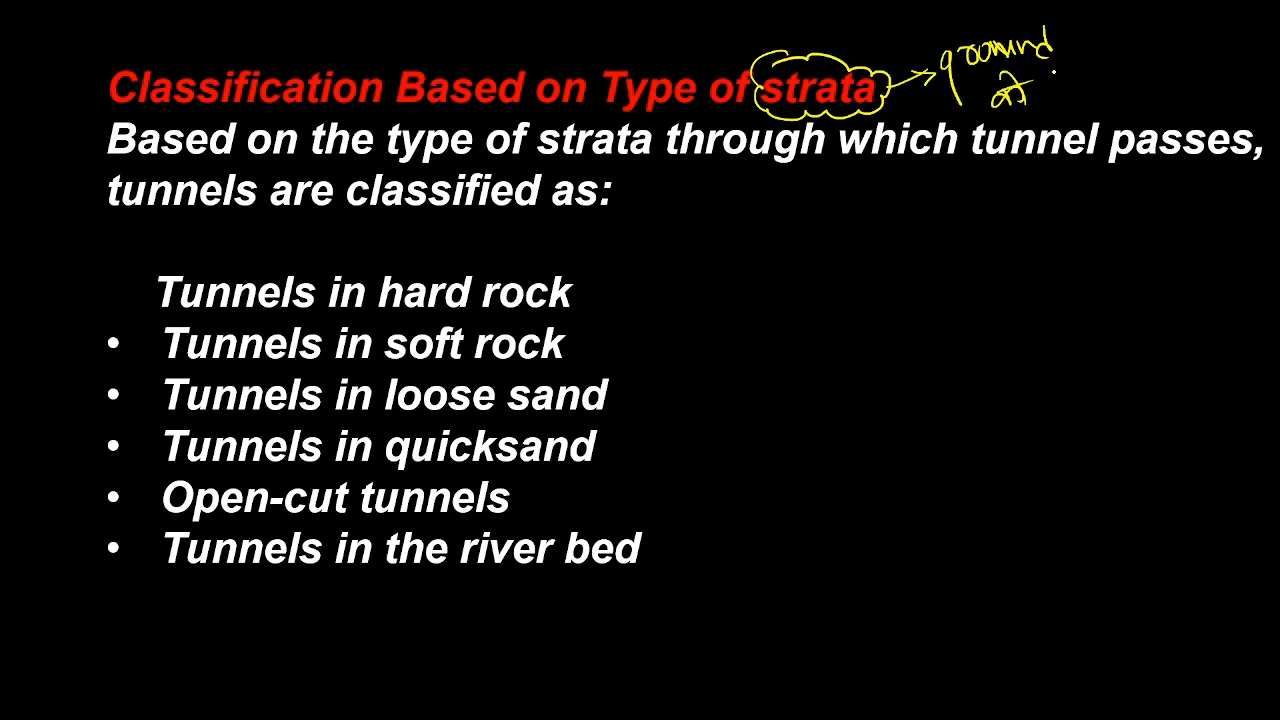 Classification Based on Type of strata
ground
Based on the type of strata through which tunnel passes,
tunnels are classified as:
Tunnels in hard rock
• Tunnels in soft rock
• Tunnels in loose sand
• Tunnels in quicksand
• Open-cut tunnels
• Tunnels in the river bed